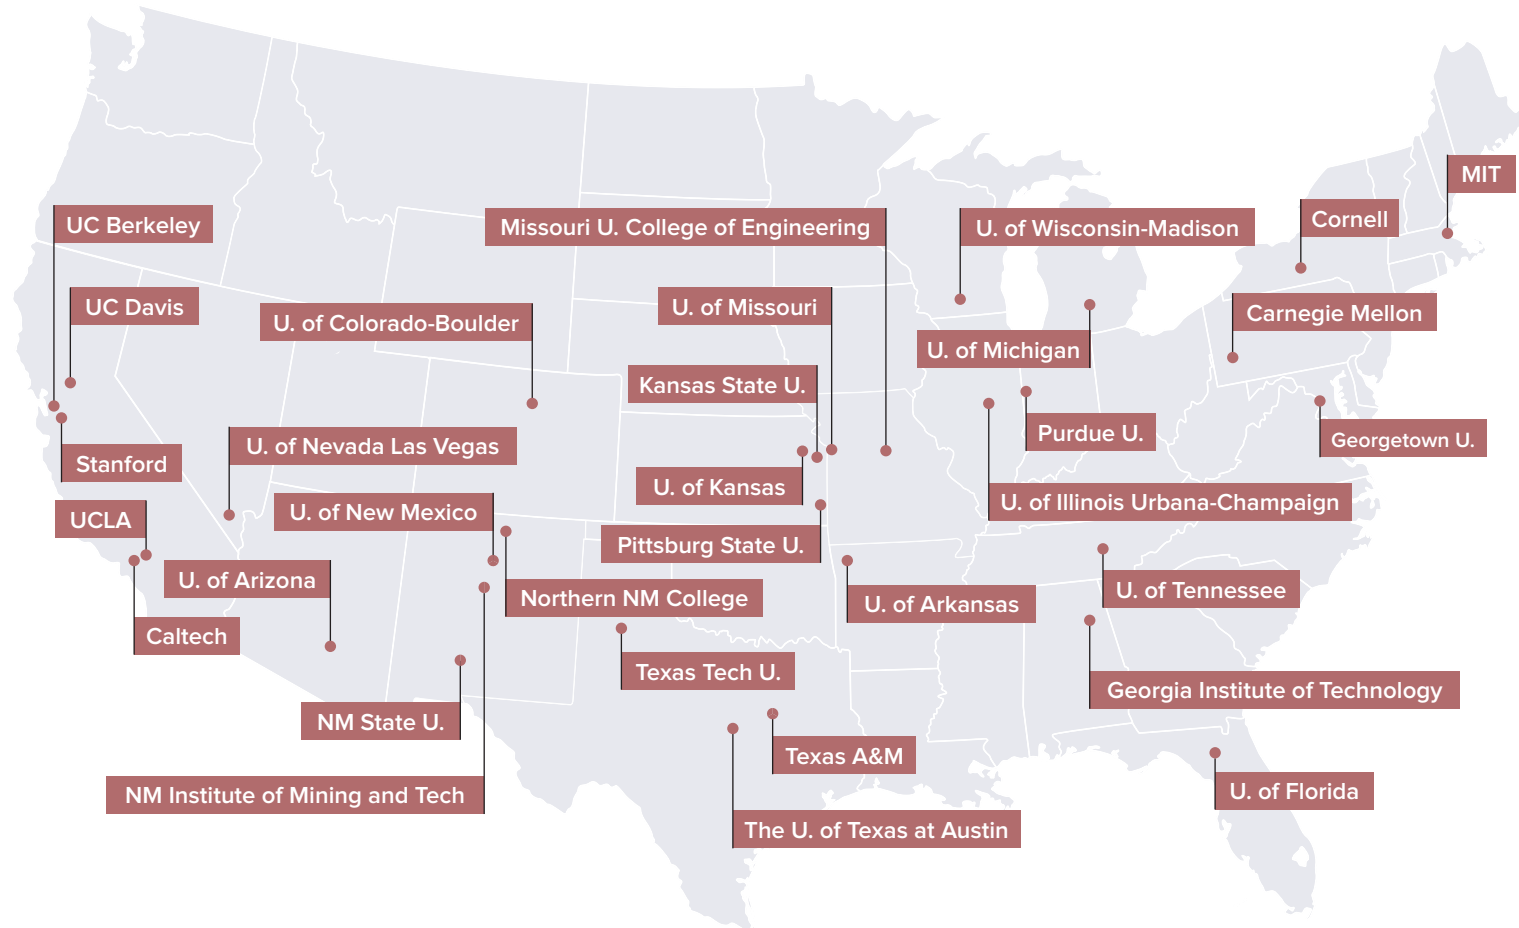 MIT
Cornell
UC Berkeley
Missouri U. College of Engineering
U. of Wisconsin-Madison
UC Davis
U. of Colorado-Boulder
U. of Missouri
Carnegie Mellon
U. of Michigan
Kansas State U.
Purdue U.
Georgetown U.
U. of Nevada Las Vegas
Stanford
U. of Kansas
U. of Illinois Urbana-Champaign
U. of New Mexico
UCLA
Pittsburg State U.
U. of Arizona
U. of Tennessee
Northern NM College
U. of Arkansas
Caltech
Texas Tech U.
Georgia Institute of Technology
NM State U.
Texas A&M
U. of Florida
NM Institute of Mining and Tech
The U. of Texas at Austin